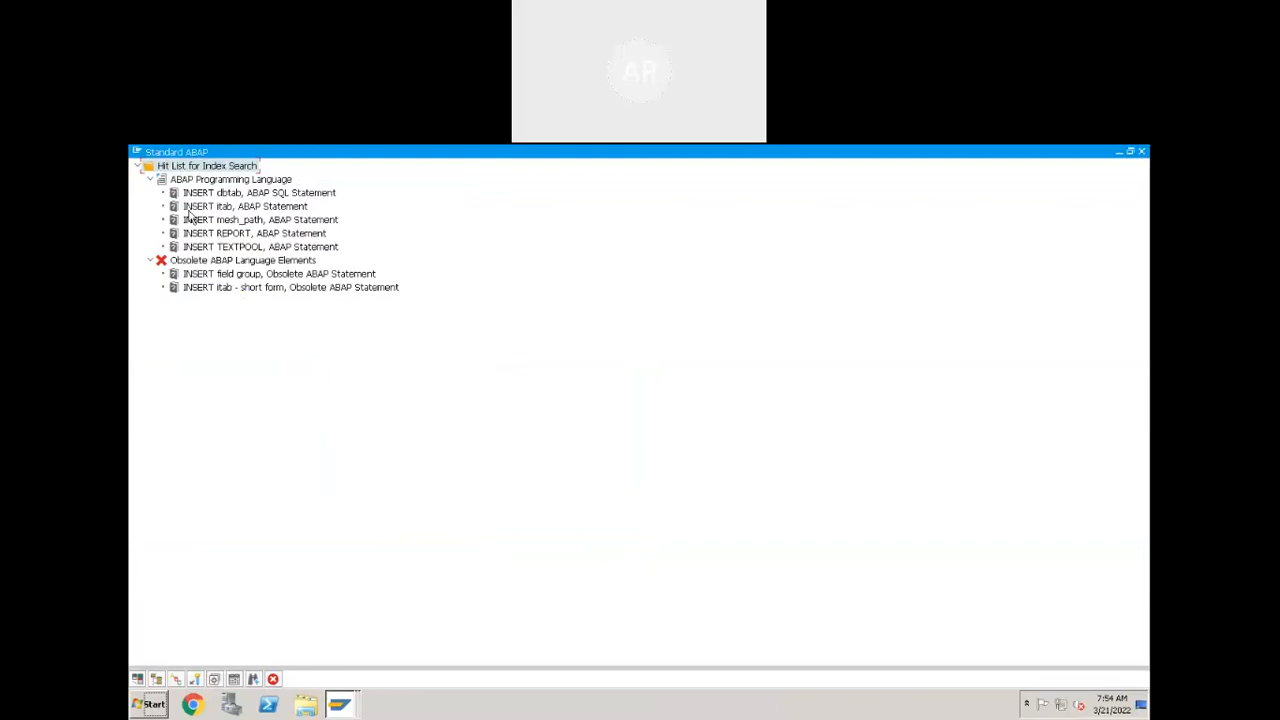 AR
Standard ABAP
Hit List for Index Search
ABAP Programming Language
INSERT dbtab, ABAP SQL Statement
INSERT itab, ABAP Statement
INSERT mesh_path, ABAP Statement
INSERT REPORT, ABAP Statement
INSERT TEXTPOOL, ABAP Statement
Obsolete ABAP Language Elements
INSERT field group, Obsolete ABAP Statement
INSERT itab - short form, Obsolete ABAP Statement
Start
7:54 AM
3/21/2022